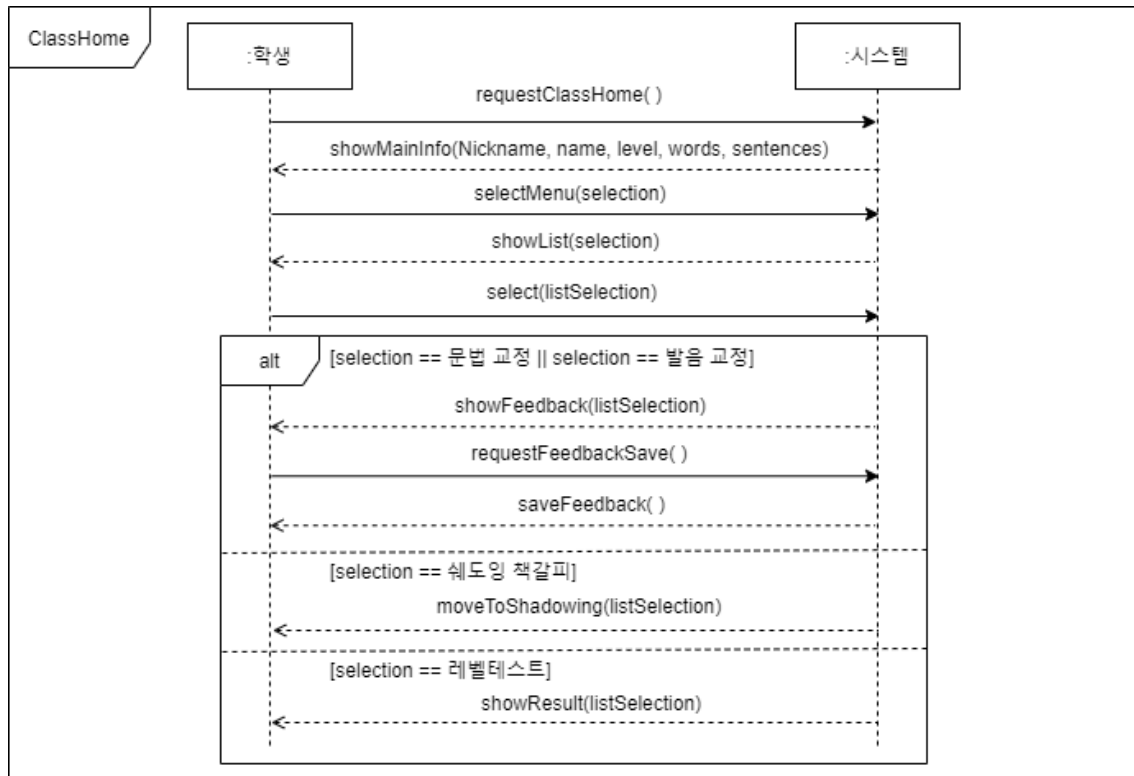 ClassHome
:학생
:시스템
requestClassHome( )
showMainInfo(Nickname, name, level, words, sentences)
selectMenu(selection)
showList(selection)
select(listSelection)
alt
[selection == 문법 교정 || selection == 발음 교정]
showFeedback(listSelection)
requestFeedbackSave( )
saveFeedback( )
[selection == 쉐도잉 책갈피]
moveToShadowing(listSelection)
[selection == 레벨테스트]
showResult(listSelection)